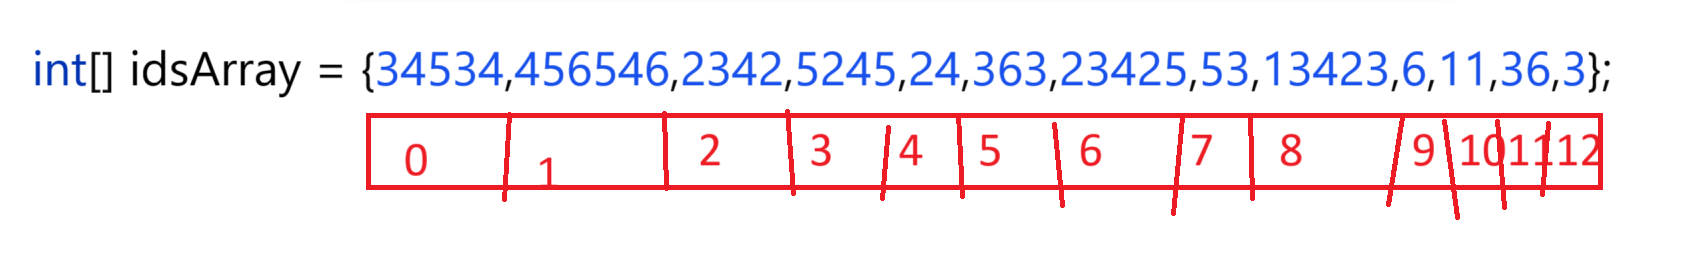 int[] idsArray = {34534,456546,2342,5245,24,363,23425,53,13423,6,11,36,3};
0 1 2 3 4 5 6 7 8 9 10 11 12